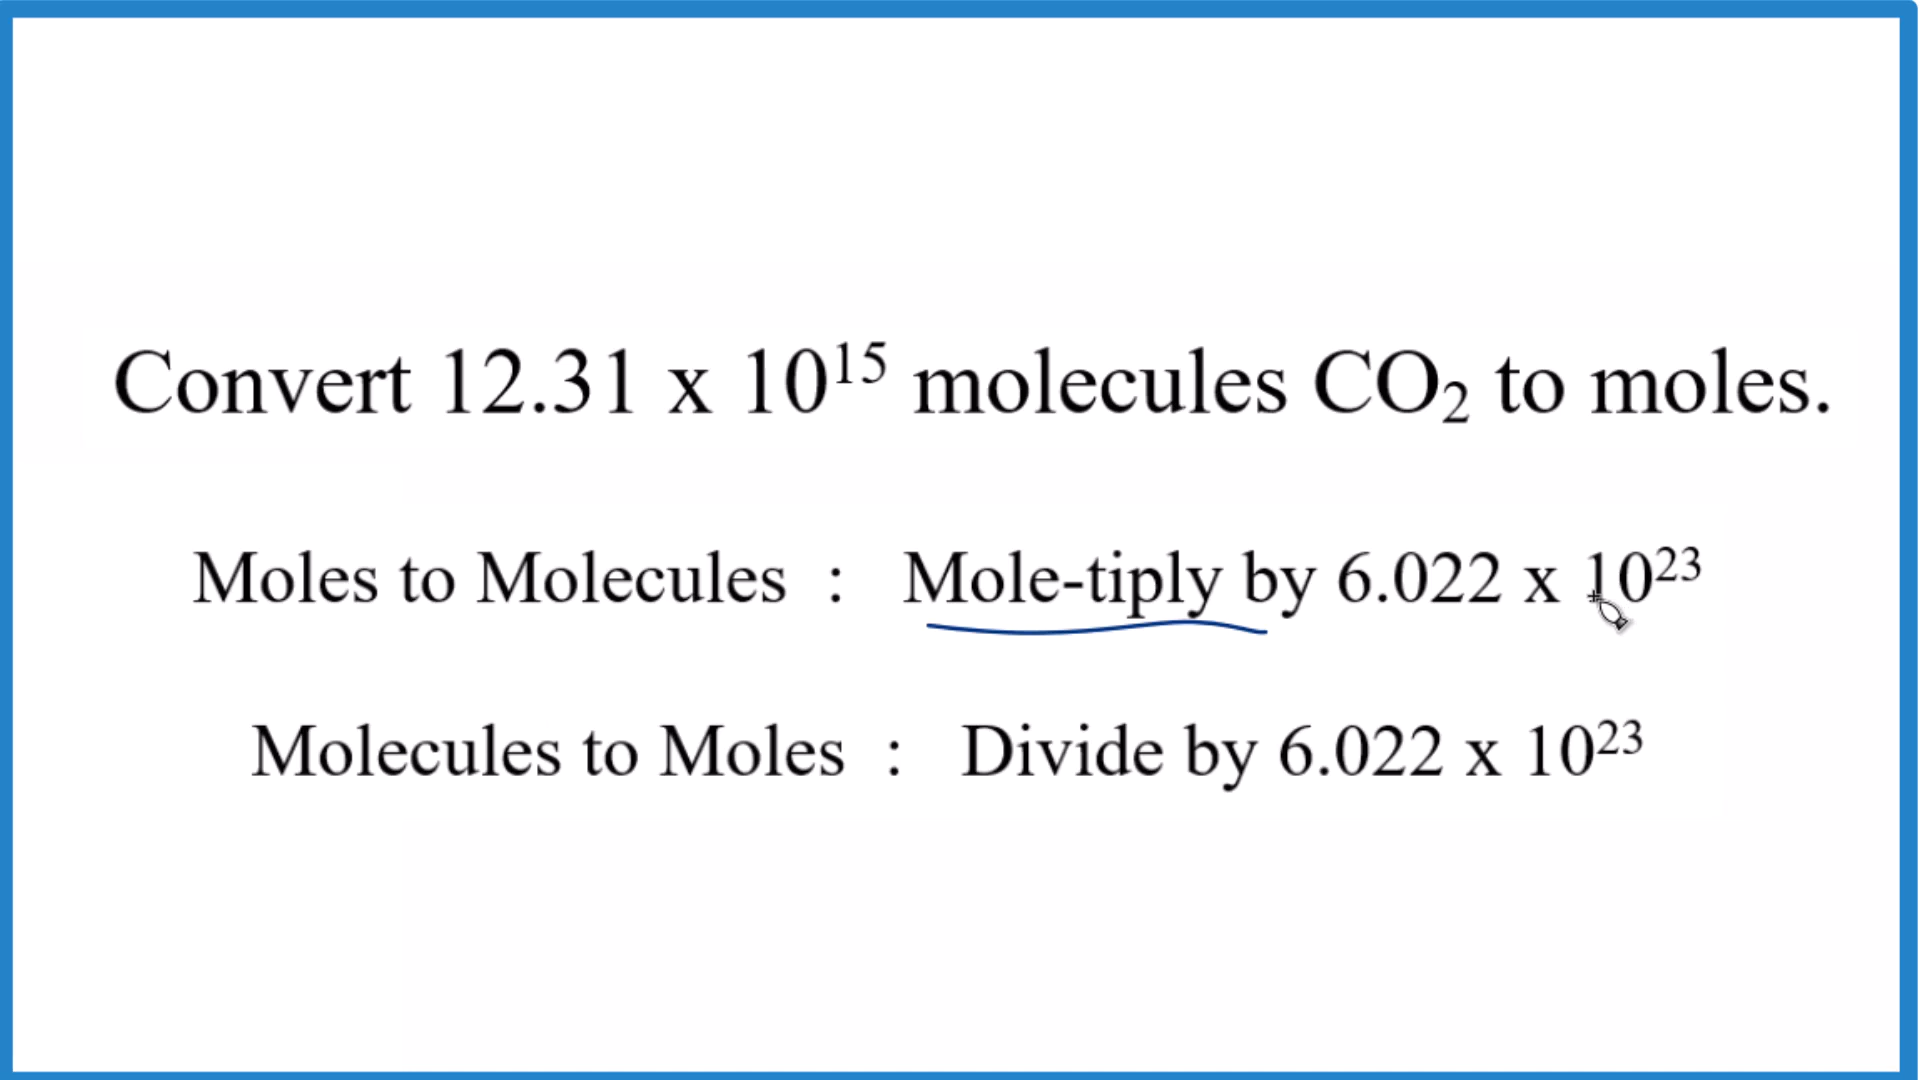 Convert 12.31 x 10¹⁵ molecules CO₂ to moles.
Moles to Molecules : Mole-tiply by 6.022 x 10²³
Molecules to Moles : Divide by 6.022 x 10²³